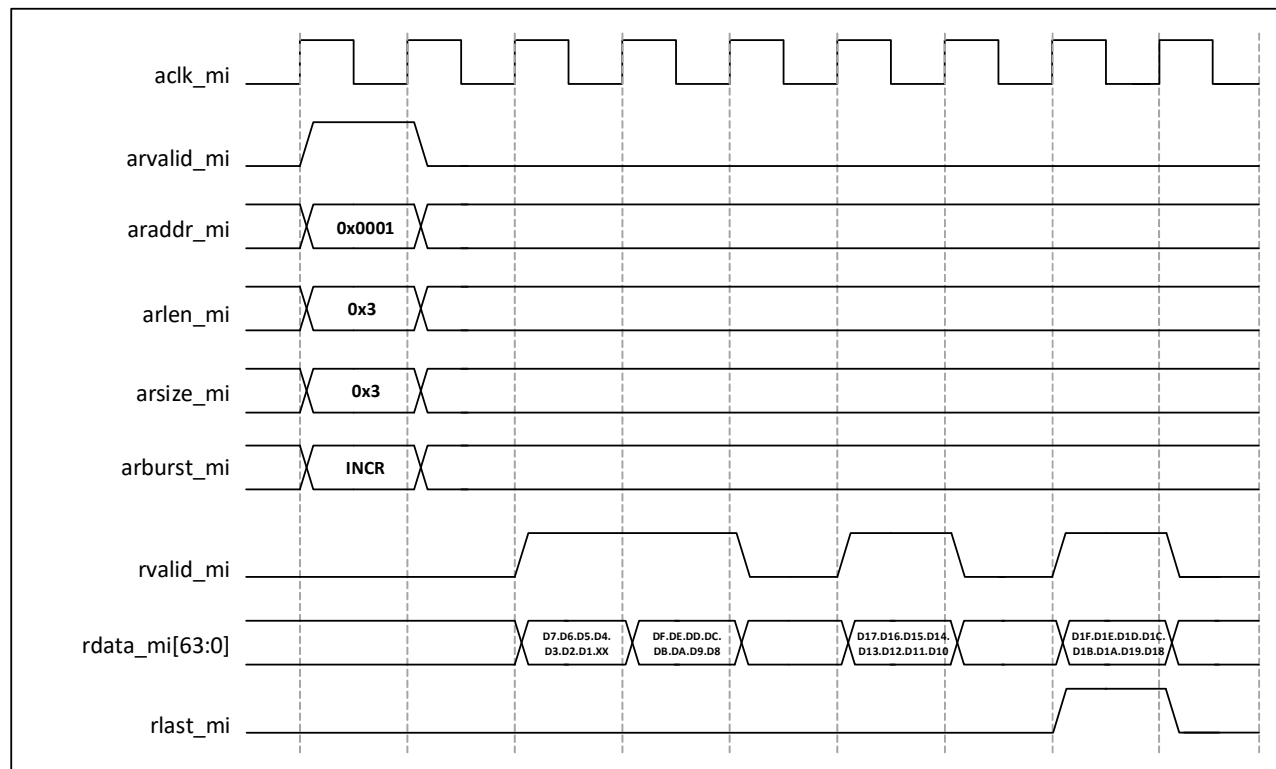 aclk_mi
arvalid_mi
araddr_mi
0x0001
arlen_mi
0x3
arsize_mi
0x3
arburst_mi
INCR
rvalid_mi
rdata_mi[63:0]
D7.D6.D5.D4.
D3.D2.D1.XX
DF.DE.DD.DC.
DB.DA.D9.D8
D17.D16.D15.D14.
D13.D12.D11.D10
D1F.D1E.D1D.D1C.
D1B.D1A.D19.D18
rlast_mi